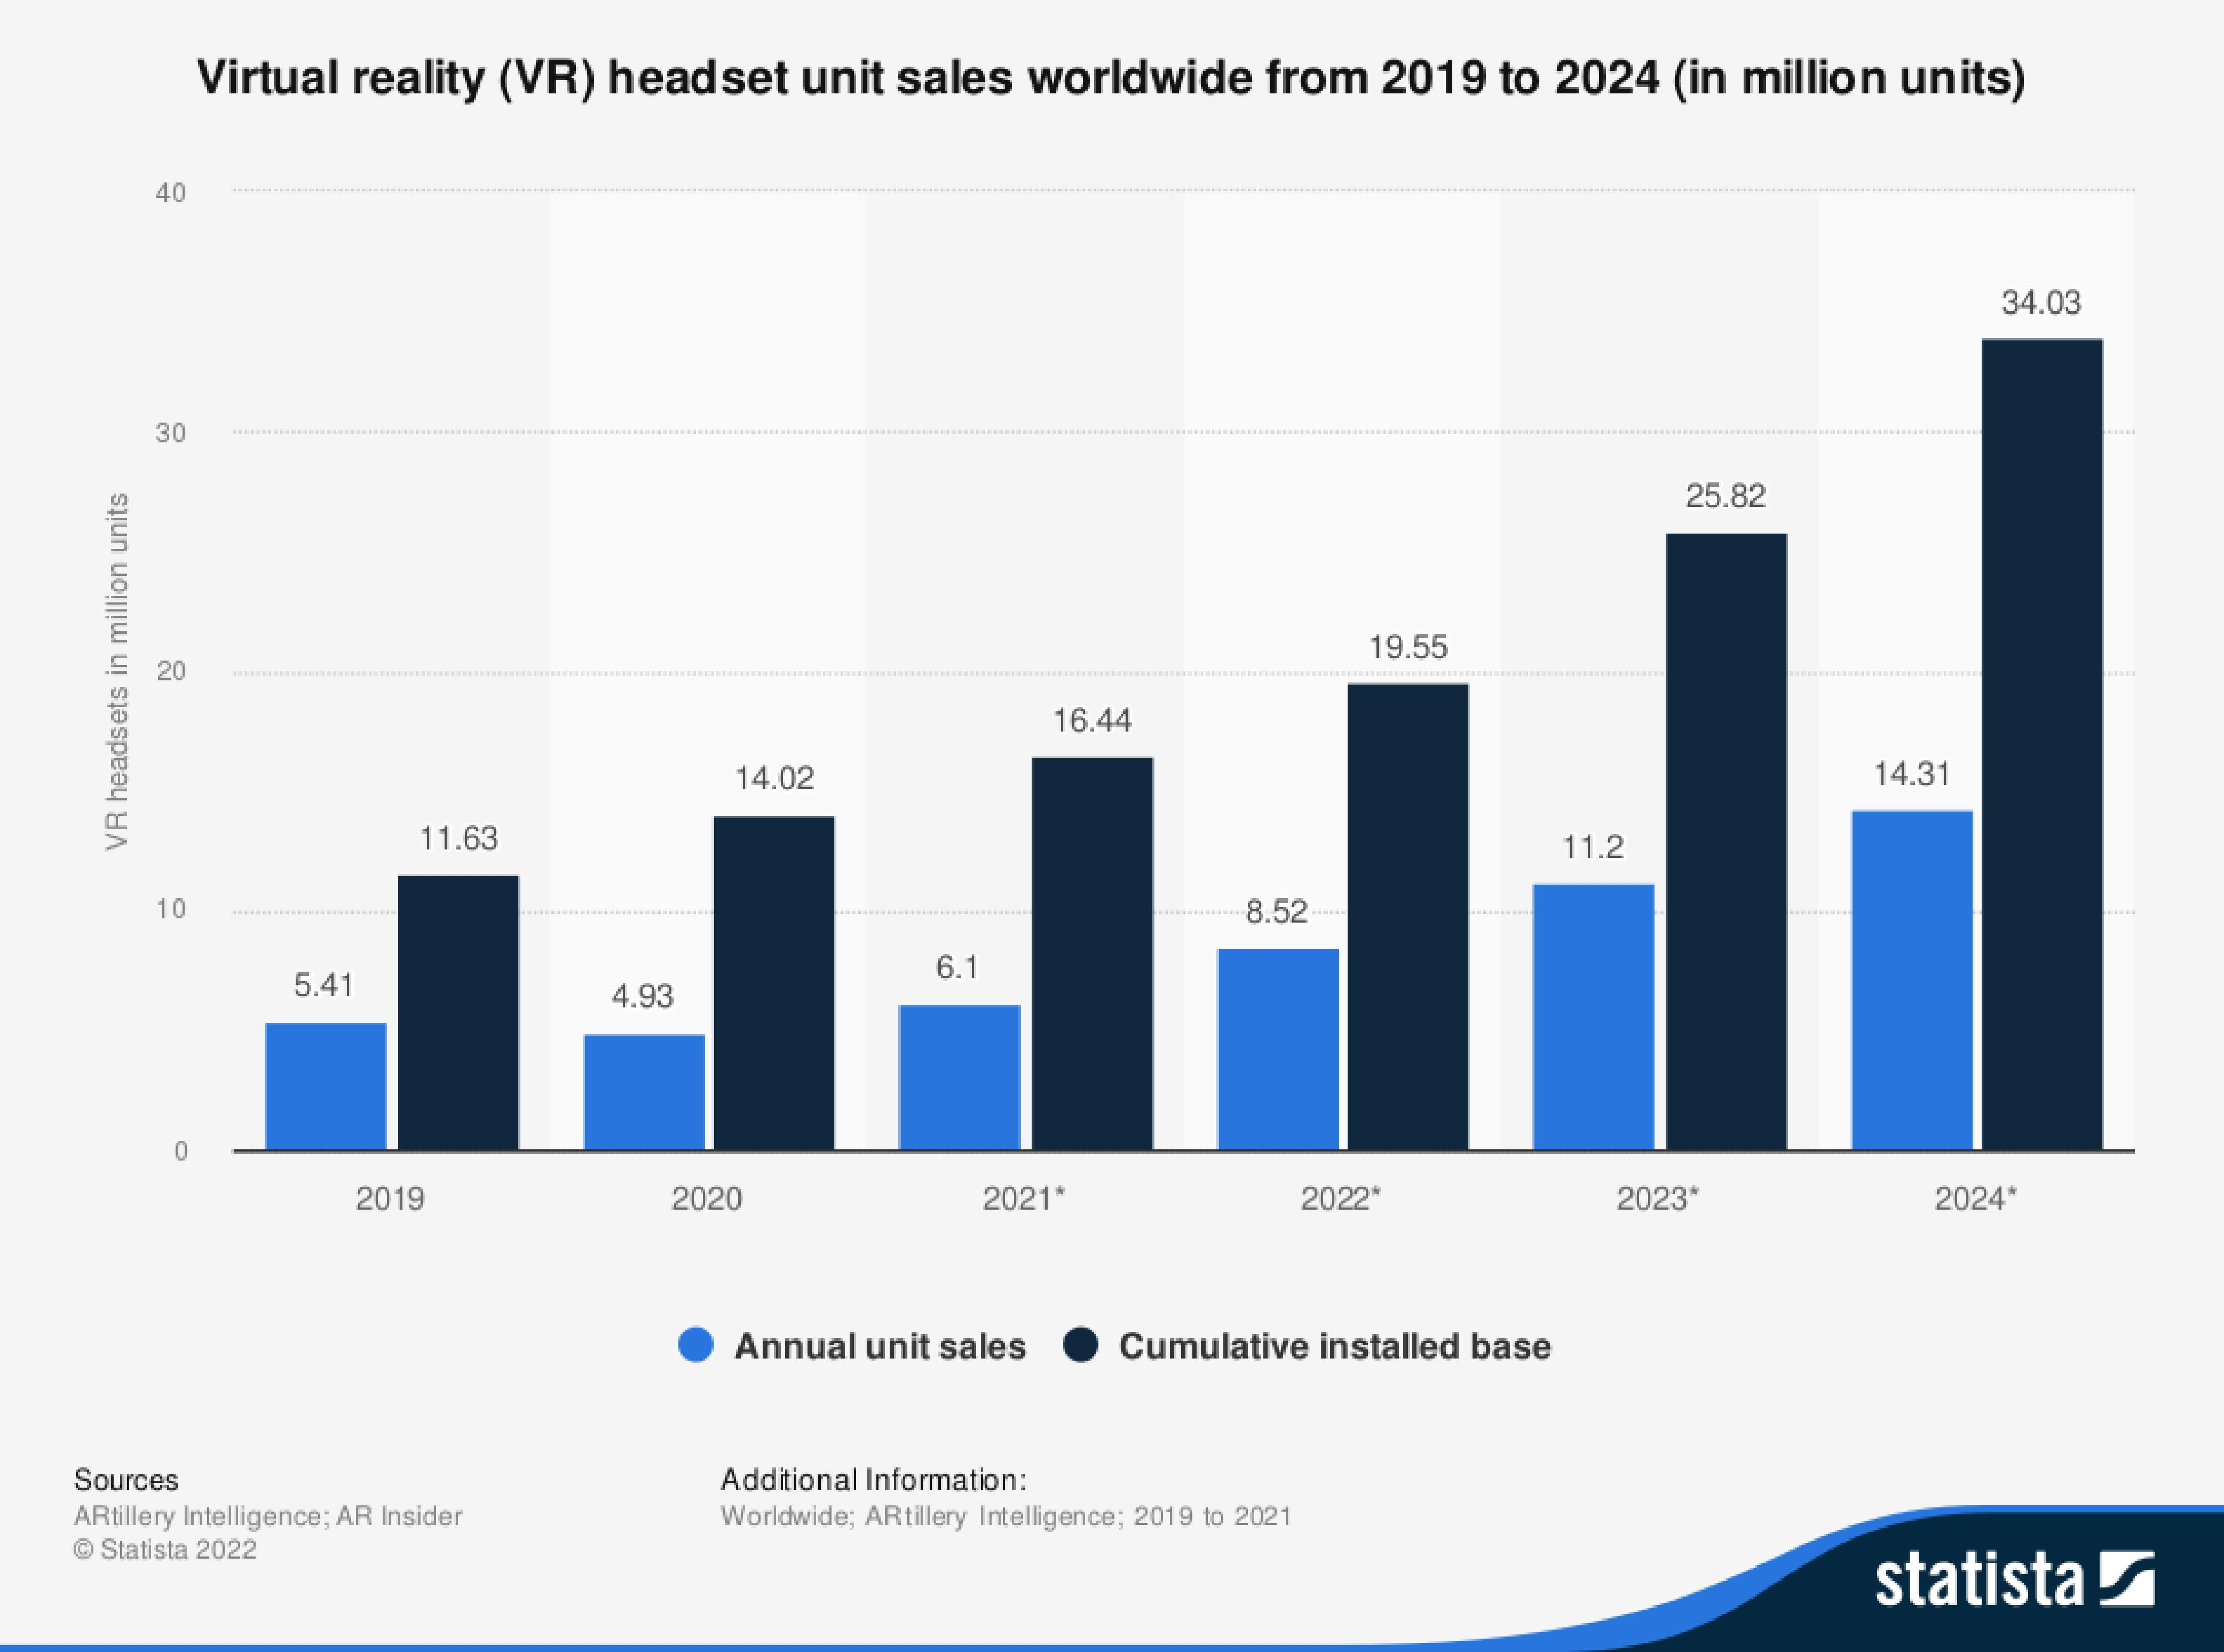 Virtual reality (VR) headset unit sales worldwide from 2019 to 2024 (in million units)
VR headsets in million units
40
30
20
10
0
5.41
11.63
4.93
14.02
6.1
16.44
8.52
19.55
11.2
25.82
14.31
34.03
2019
2020
2021*
2022*
2023*
2024*
Annual unit sales
Cumulative installed base
Sources
ARtillery Intelligence; AR Insider
© Statista 2022
Additional Information:
Worldwide; ARtillery Intelligence; 2019 to 2021
statista